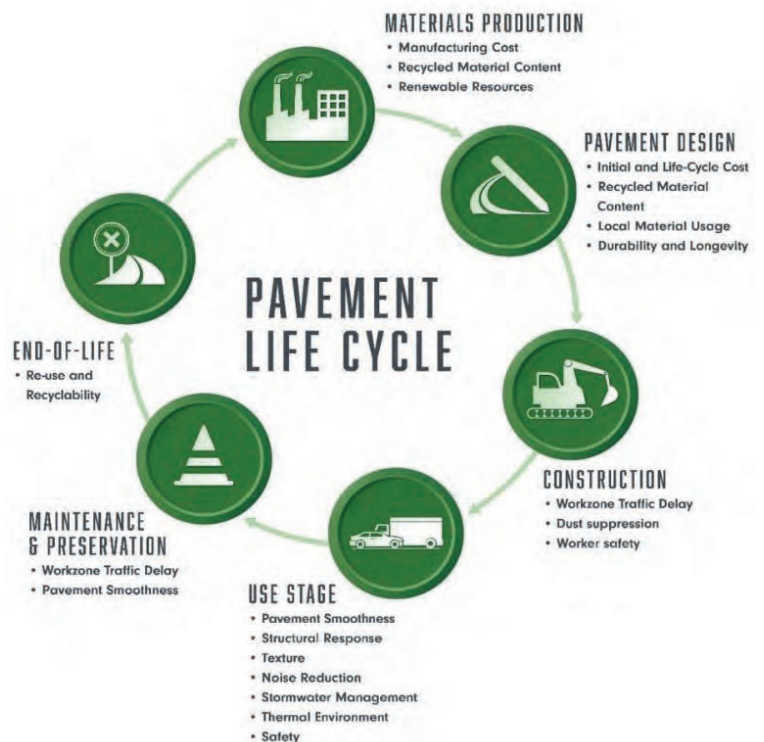 MATERIALS PRODUCTION
• Manufacturing Cost
• Recycled Material Content
• Renewable Resources
PAVEMENT DESIGN
• Initial and Life-Cycle Cost
• Recycled Material
Content
• Local Material Usage
• Durability and Longevity
PAVEMENT
LIFE CYCLE
END-OF-LIFE
• Re-use and
Recyclability
CONSTRUCTION
• Workzone Traffic Delay
• Dust suppression
• Worker safety
MAINTENANCE
& PRESERVATION
• Workzone Traffic Delay
• Pavement Smoothness
USE STAGE
• Pavement Smoothness
• Structural Response
• Texture
• Noise Reduction
• Stormwater Management
• Thermal Environment
• Safety